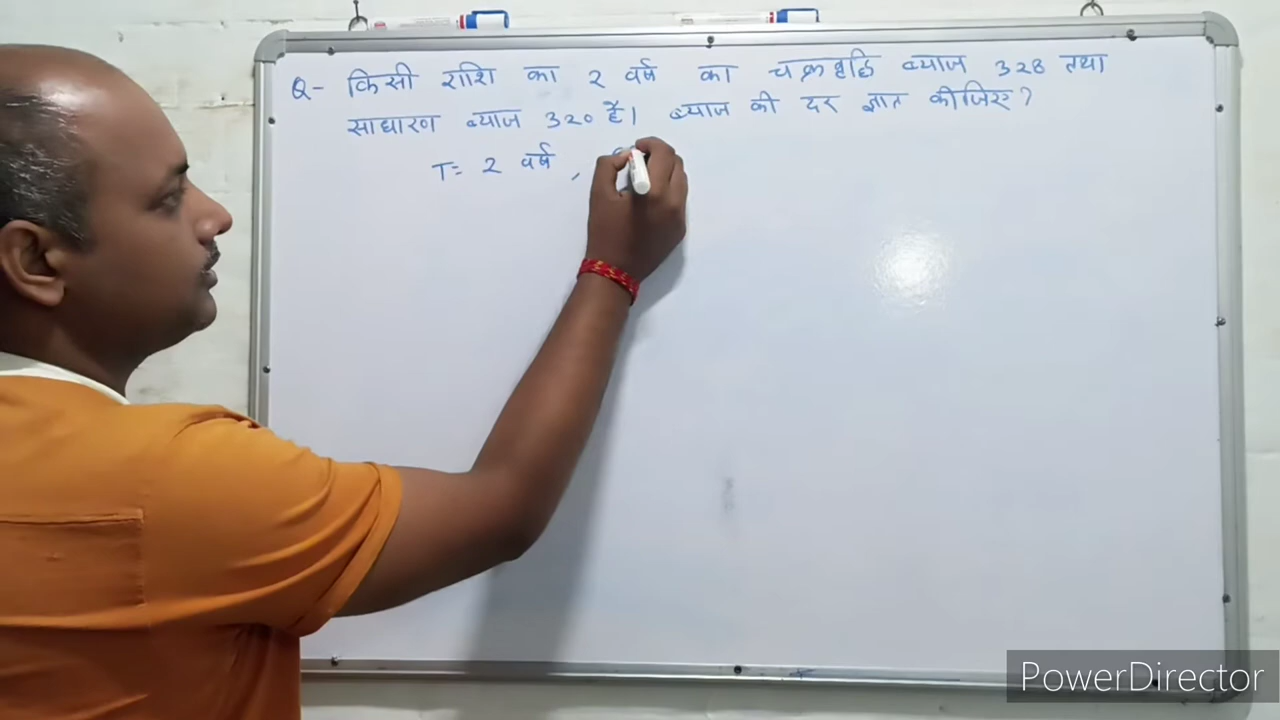 Q- किसी राशि का 2 वर्ष का चक्रवृद्धि ब्याज 328 तथा
साधारण ब्याज 320 है। ब्याज की दर ज्ञात कीजिए?
T= 2 वर्ष ,
PowerDirector